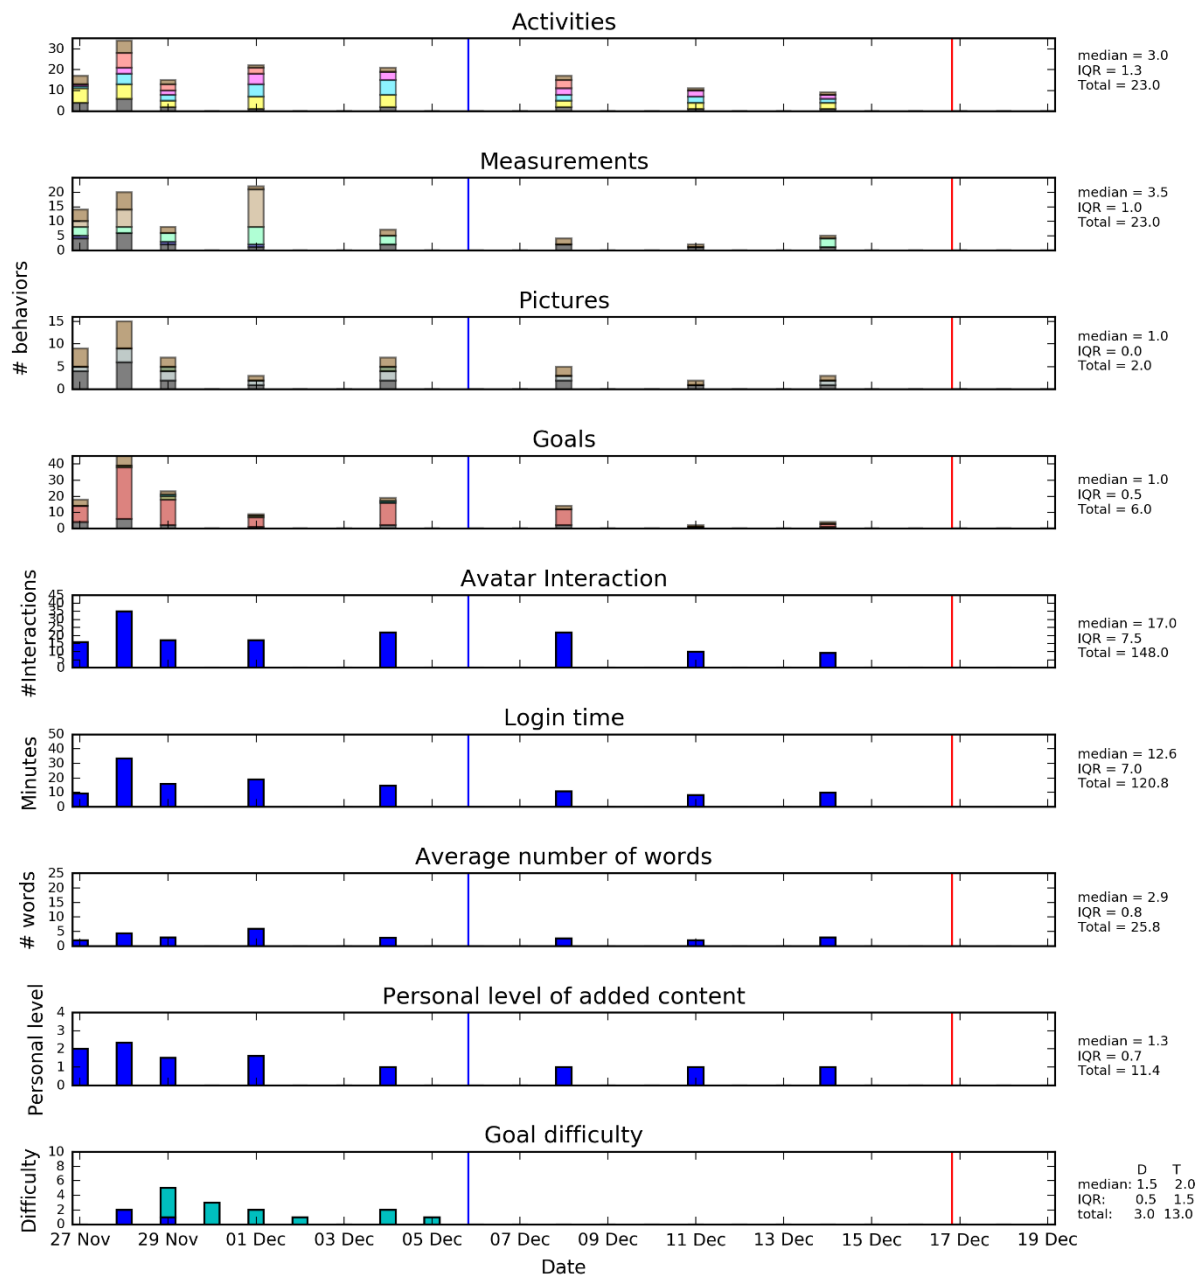 Activities
30
20
10
0
median = 3.0
IQR = 1.3
Total = 23.0
Measurements
20
15
10
5
0
median = 3.5
IQR = 1.0
Total = 23.0
# behaviors
Pictures
15
10
5
0
median = 1.0
IQR = 0.0
Total = 2.0
Goals
40
30
20
10
0
median = 1.0
IQR = 0.5
Total = 6.0
Avatar Interaction
#Interactions
45
40
35
30
25
20
15
10
5
0
median = 17.0
IQR = 7.5
Total = 148.0
Login time
Minutes
50
40
30
20
10
0
median = 12.6
IQR = 7.0
Total = 120.8
Average number of words
# words
25
20
15
10
5
0
median = 2.9
IQR = 0.8
Total = 25.8
Personal level of added content
Personal level
4
3
2
1
0
median = 1.3
IQR = 0.7
Total = 11.4
Goal difficulty
Difficulty
10
8
6
4
2
0
D T
median: 1.5 2.0
IQR: 0.5 1.5
total: 3.0 13.0
27 Nov 29 Nov 01 Dec 03 Dec 05 Dec 07 Dec 09 Dec 11 Dec 13 Dec 15 Dec 17 Dec 19 Dec
Date